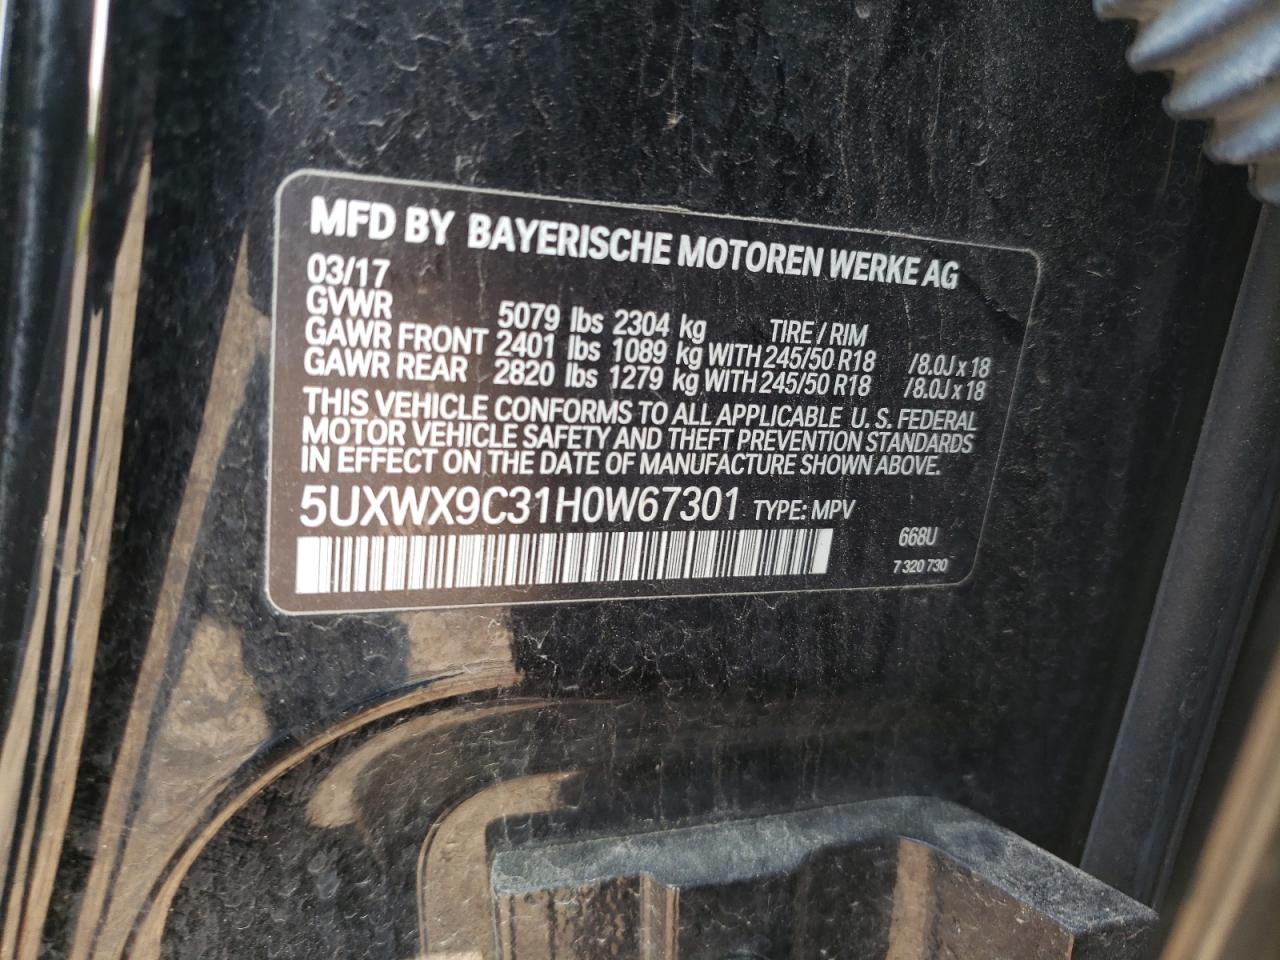 MFD BY BAYERISCHE MOTOREN WERKE AG
03/17
GVWR 5079 lbs 2304 kg TIRE / RIM
GAWR FRONT 2401 lbs 1089 kg WITH 245/50 R18 /8.0J x 18
GAWR REAR 2820 lbs 1279 kg WITH 245/50 R18 /8.0J x 18
THIS VEHICLE CONFORMS TO ALL APPLICABLE U. S. FEDERAL
MOTOR VEHICLE SAFETY AND THEFT PREVENTION STANDARDS
IN EFFECT ON THE DATE OF MANUFACTURE SHOWN ABOVE.
5UXWX9C31H0W67301 TYPE: MPV
668U
7 320 730